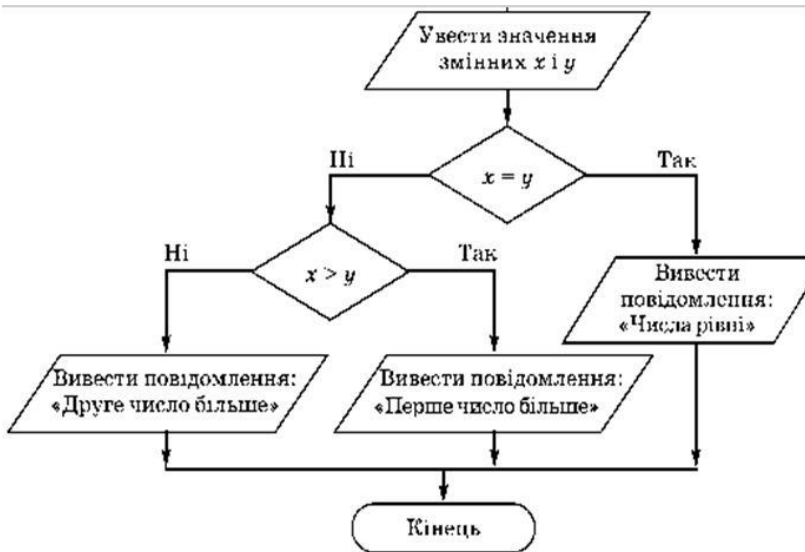 Увести значення
змінних x і y
Ні
Так
x = y
Ні
Так
x > y
Вивести
повідомлення:
«Числа рівні»
Вивести повідомлення:
«Друге число більше»
Вивести повідомлення:
«Перше число більше»
Кінець